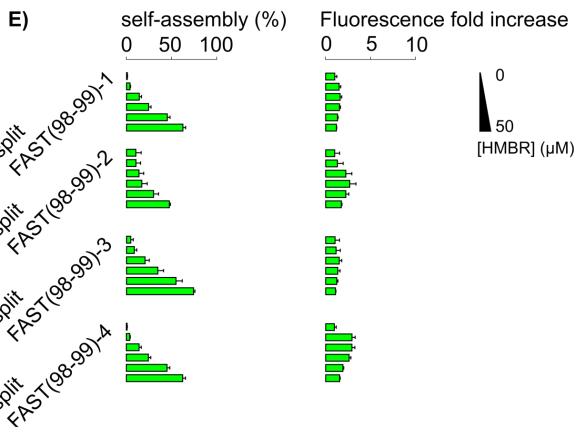 E) self-assembly (%) Fluorescence fold increase
0 50 100 0 5 10
0
50
[HMBR] (µM)
split
FAST(98-99)-1
split
FAST(98-99)-2
split
FAST(98-99)-3
split
FAST(98-99)-4